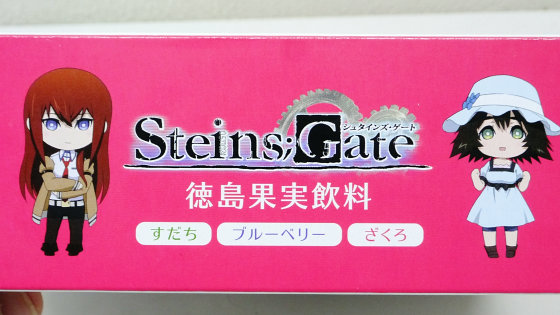 Steins;Gate
シュタインズ・ゲート
徳島果実飲料
すだち ブルーベリー ざくろ